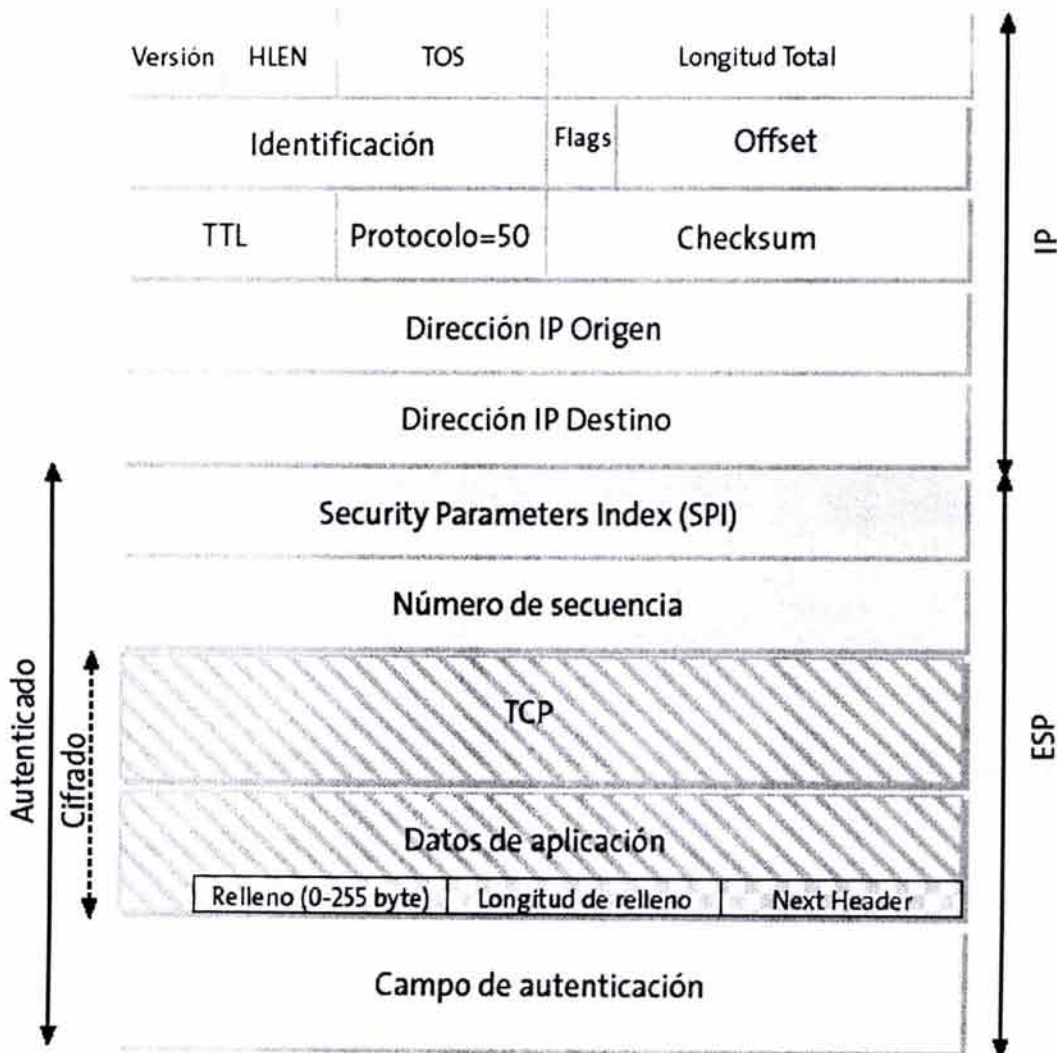 Versión HLEN TOS Longitud Total
Identificación Flags Offset
TTL Protocolo=50 Checksum
Dirección IP Origen
Dirección IP Destino
Security Parameters Index (SPI)
Número de secuencia
TCP
Datos de aplicación
Relleno (0-255 byte) Longitud de relleno Next Header
Campo de autenticación
Autenticado
Cifrado
IP
ESP